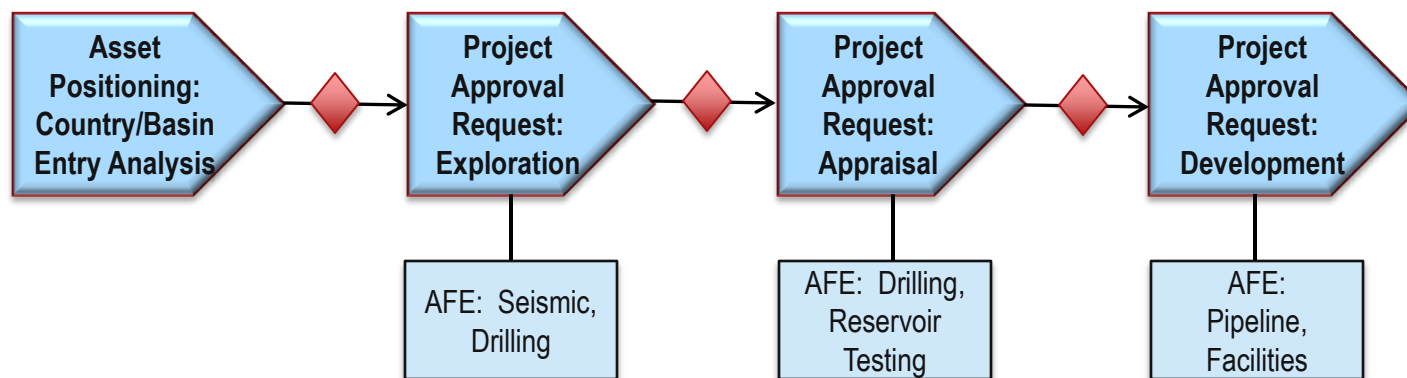 Asset
Positioning:
Country/Basin
Entry Analysis
Project
Approval
Request:
Exploration
Project
Approval
Request:
Appraisal
Project
Approval
Request:
Development
AFE: Seismic,
Drilling
AFE: Drilling,
Reservoir
Testing
AFE:
Pipeline,
Facilities